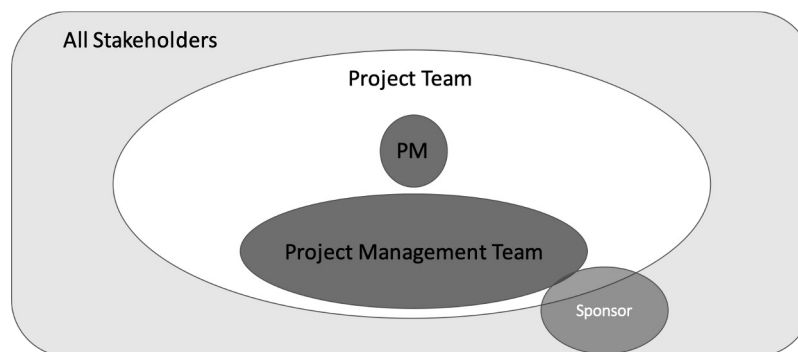 All Stakeholders
Project Team
PM
Project Management Team
Sponsor